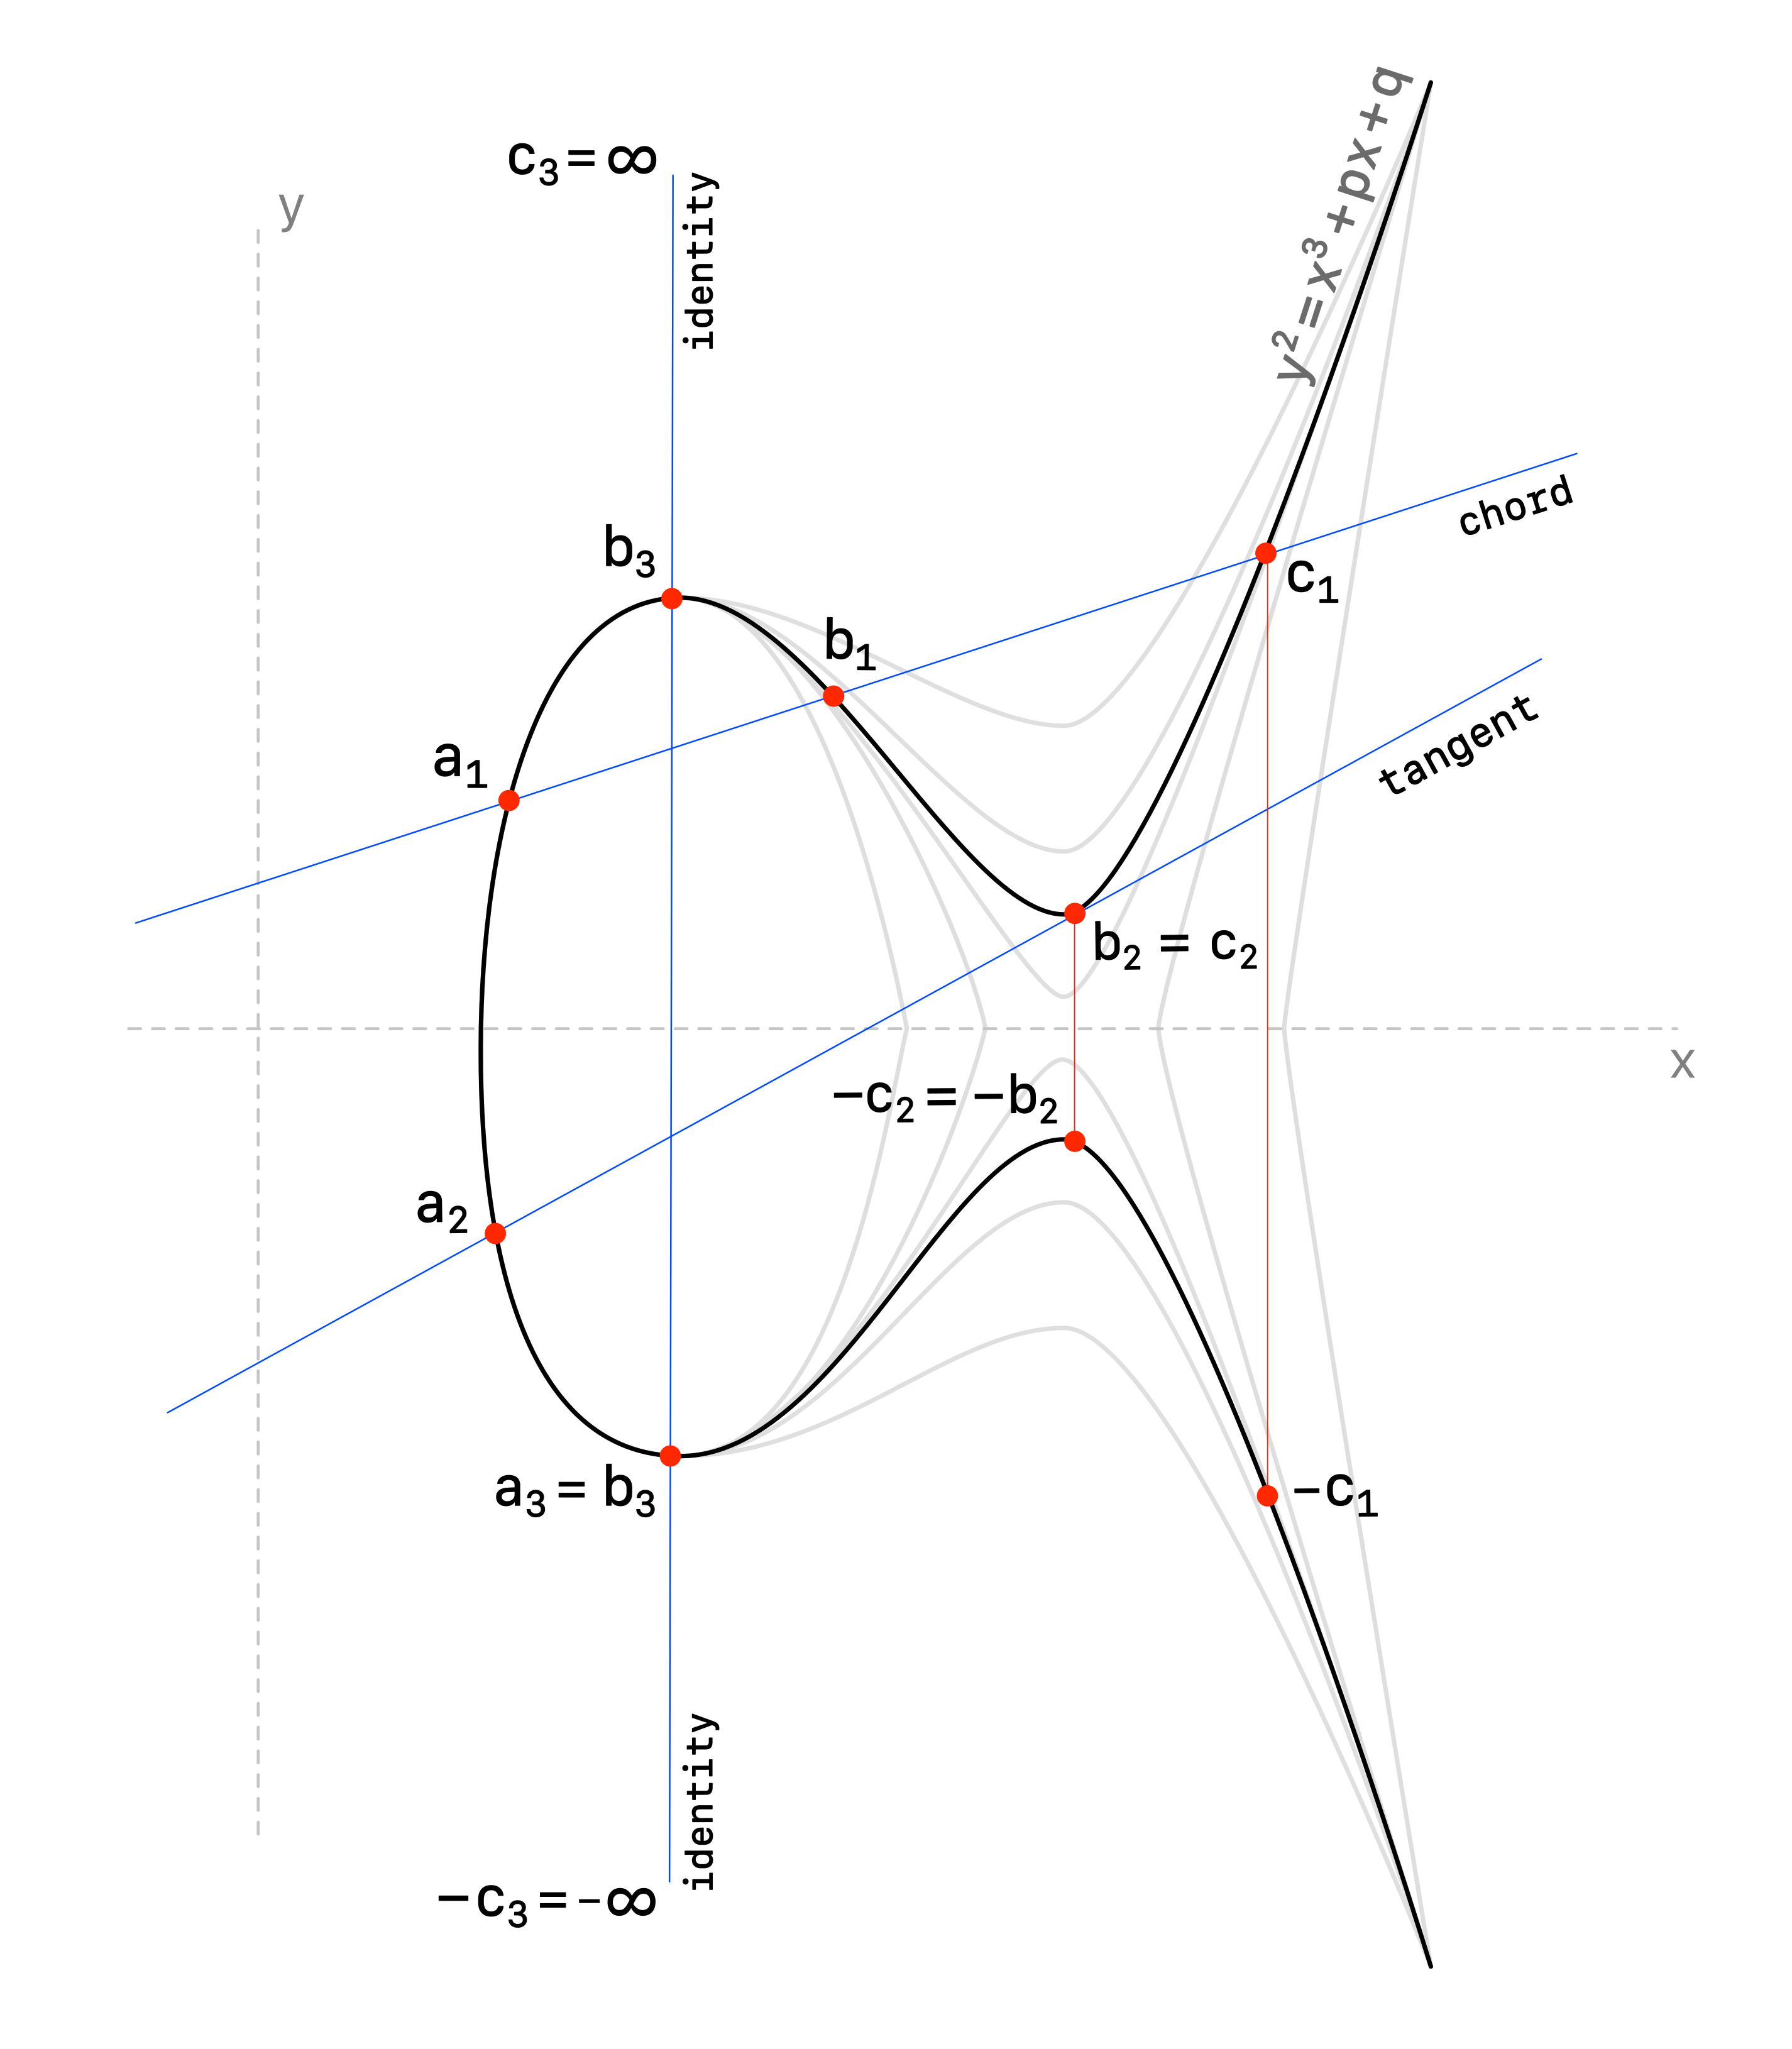 c₃ = ∞
identity
y
y² = x³ + px + q
chord
b₃
c₁
b₁
tangent
a₁
b₂ = c₂
x
−c₂ = −b₂
a₂
a₃ = b₃
−c₁
identity
−c₃ = -∞